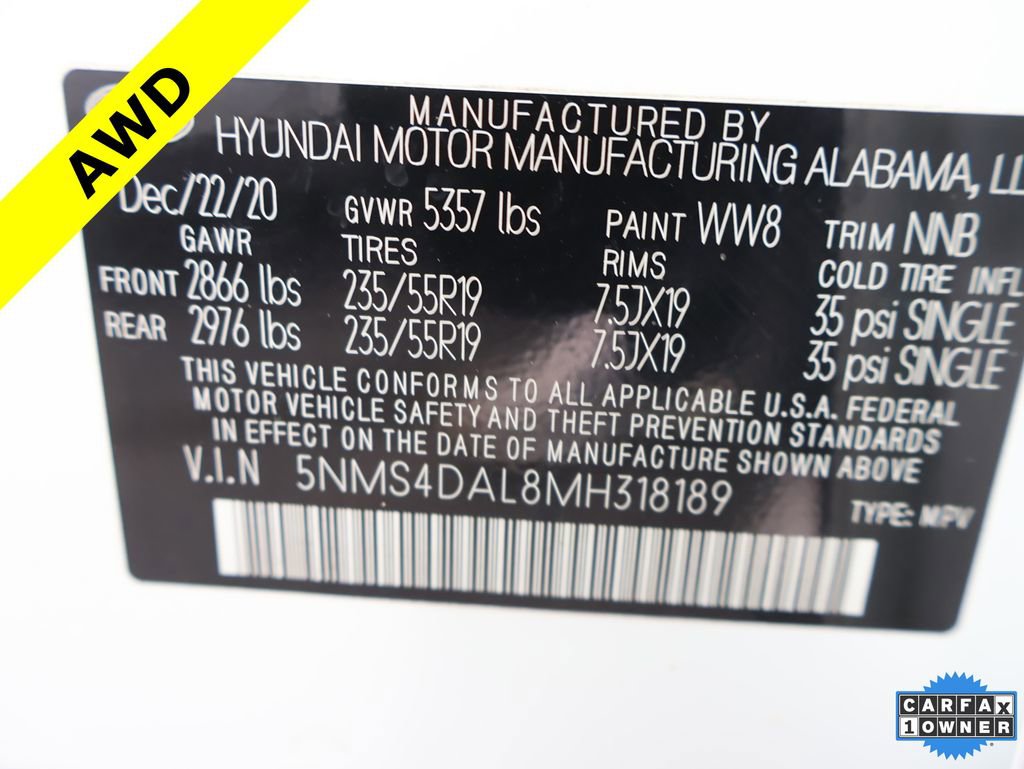 AWD
MANUFACTURED BY
HYUNDAI MOTOR MANUFACTURING ALABAMA,
Dec/22/20 GVWR 5357 lbs PAINT WW8 TRIM NNB
GAWR TIRES RIMS COLD TIRE INFL
FRONT 2866 lbs 235/55R19 7.5JX19 35 psi SINGLE
REAR 2976 lbs 235/55R19 7.5JX19 35 psi SINGLE
THIS VEHICLE CONFORMS TO ALL APPLICABLE U.S.A. FEDERAL
MOTOR VEHICLE SAFETY AND THEFT PREVENTION STANDARDS
IN EFFECT ON THE DATE OF MANUFACTURE SHOWN ABOVE
V.I.N 5NMS4DAL8MH318189
TYPE: MPV
CARFAX
1 OWNER